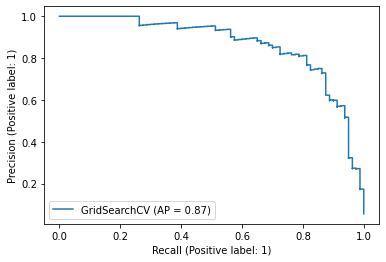 1.0
0.8
0.6
0.4
0.2
Precision (Positive label: 1)
GridSearchCV (AP = 0.87)
0.0 0.2 0.4 0.6 0.8 1.0
Recall (Positive label: 1)